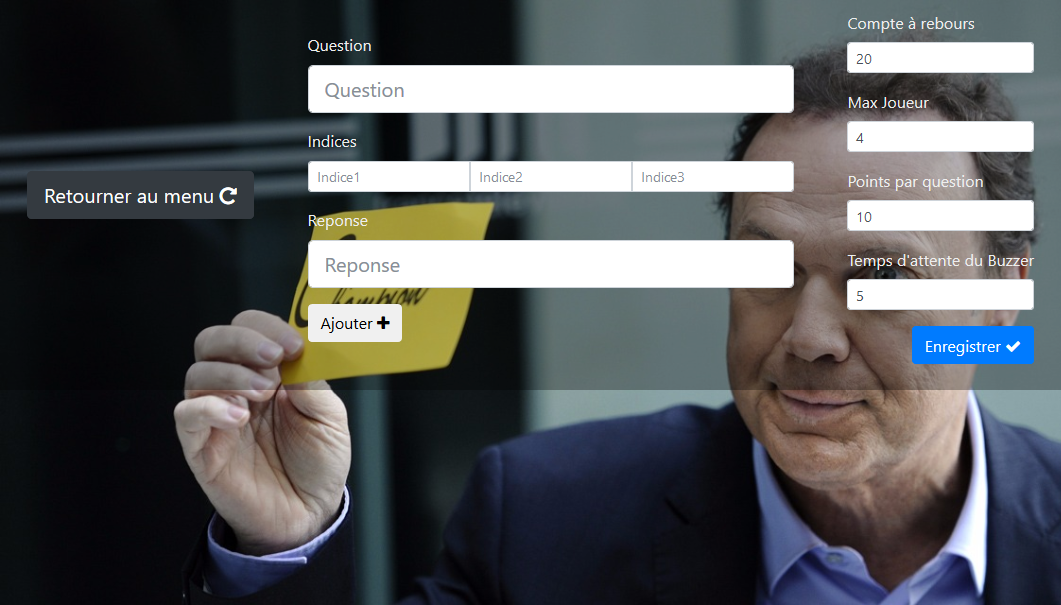 Question
Question
Indices
Indice1 Indice2 Indice3
Reponse
Reponse
Ajouter
Retourner au menu
Compte à rebours
20
Max Joueur
4
Points par question
10
Temps d'attente du Buzzer
5
Enregistrer
Champion